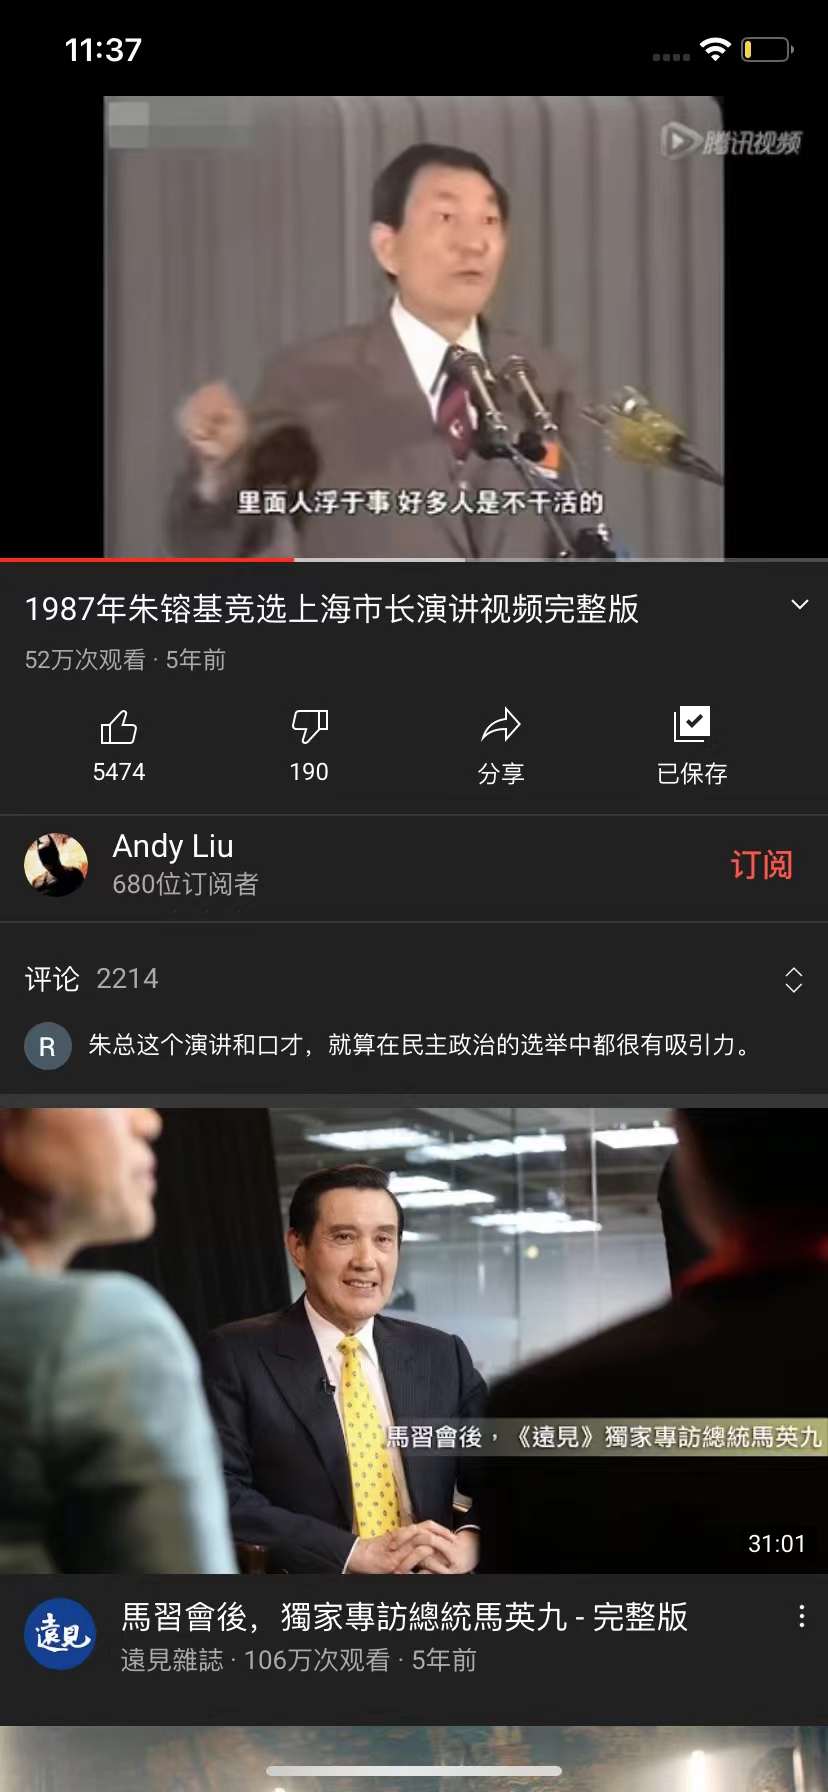 11:37
腾讯视频
里面人浮于事 好多人是不干活的
1987年朱镕基竞选上海市长演讲视频完整版
52万次观看 · 5年前
5474
190
分享
已保存
Andy Liu
680位订阅者
订阅
评论 2214
R
朱总这个演讲和口才，就算在民主政治的选举中都很有吸引力。
馬習會後，《遠見》獨家專訪總統馬英九
31:01
遠見
馬習會後，獨家專訪總統馬英九 - 完整版
遠見雜誌 · 106万次观看 · 5年前